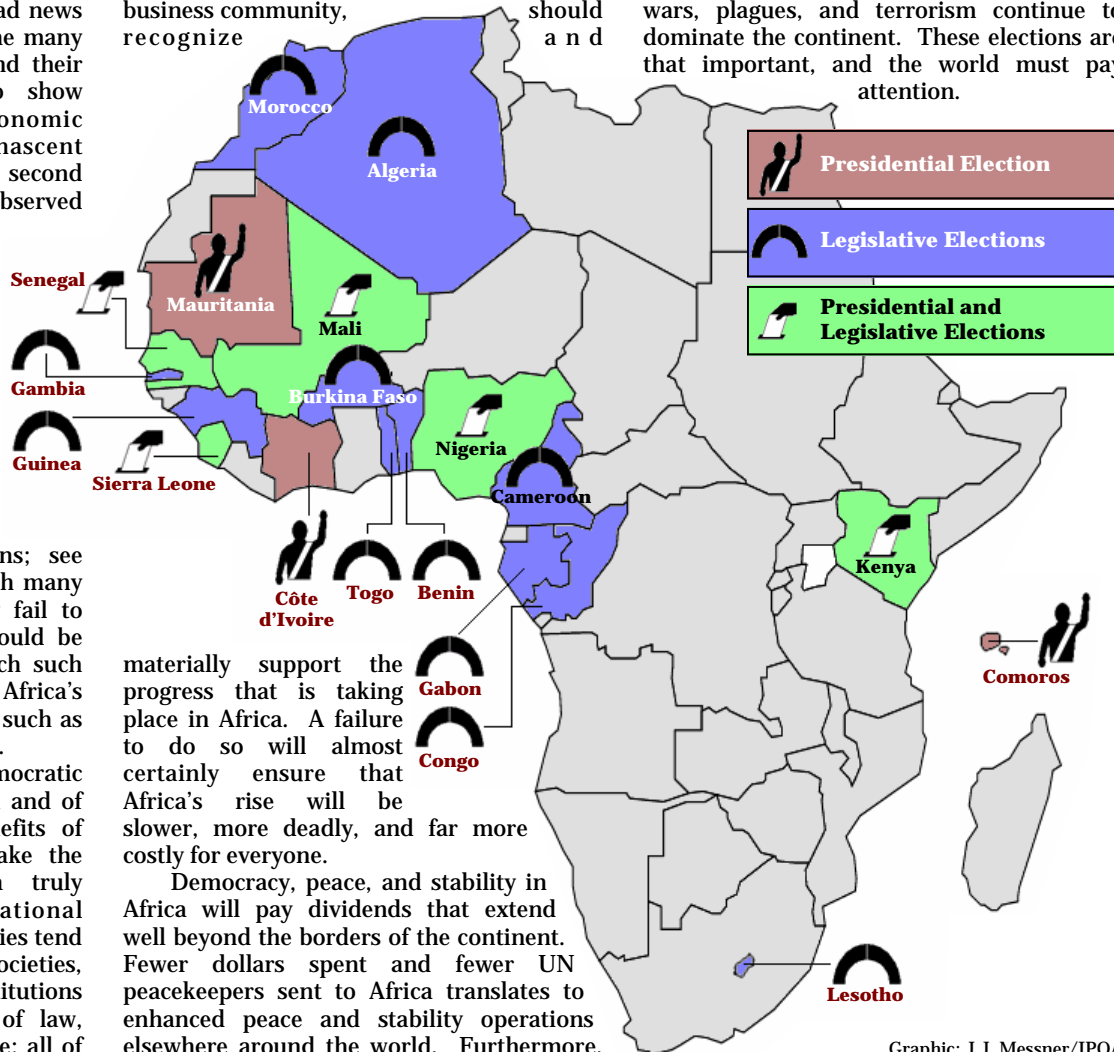 ad news
ne many
nd their
show
onomic
nascent
second
bserved
ns; see
h many
fail to
ould be
ch such
Africa's
such as
.
mocratic
and of
efits of
ake the
truly
ational
ies tend
ocieties,
titutions
of law,
e; all of
business community, should
recognize and
materially support the
progress that is taking
place in Africa. A failure
to do so will almost
certainly ensure that
Africa's rise will be
slower, more deadly, and far more
costly for everyone.
Democracy, peace, and stability in
Africa will pay dividends that extend
well beyond the borders of the continent.
Fewer dollars spent and fewer UN
peacekeepers sent to Africa translates to
enhanced peace and stability operations
elsewhere around the world. Furthermore,
wars, plagues, and terrorism continue to
dominate the continent. These elections are
that important, and the world must pay
attention.
Presidential Election
Legislative Elections
Presidential and
Legislative Elections
Morocco
Algeria
Senegal
Mauritania
Mali
Gambia
Burkina Faso
Guinea
Nigeria
Sierra Leone
Cameroon
Kenya
Côte
d'Ivoire
Togo
Benin
Gabon
Comoros
Congo
Lesotho
Graphic: J.J. Messner/IPOA